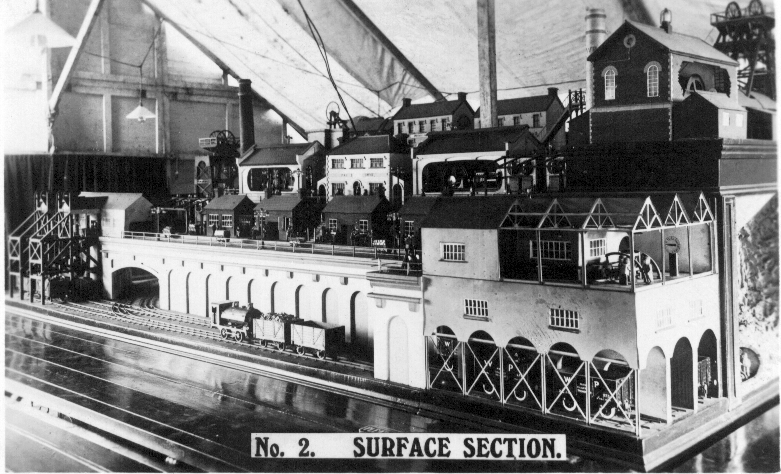 No. 2. SURFACE SECTION.